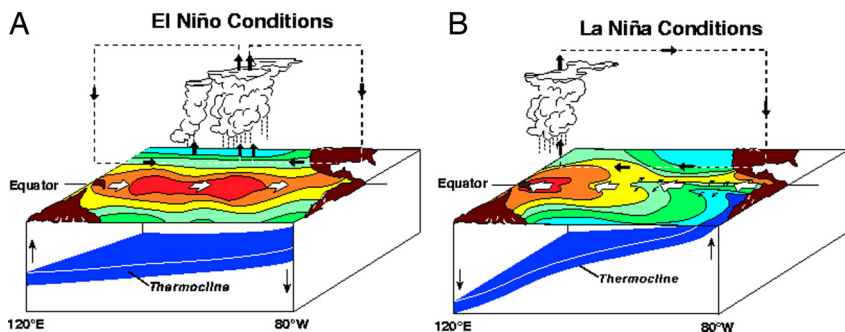 A
El Niño Conditions
Equator
Thermocline
120°E
80°W
B
La Niña Conditions
Equator
Thermocline
120°E
80°W